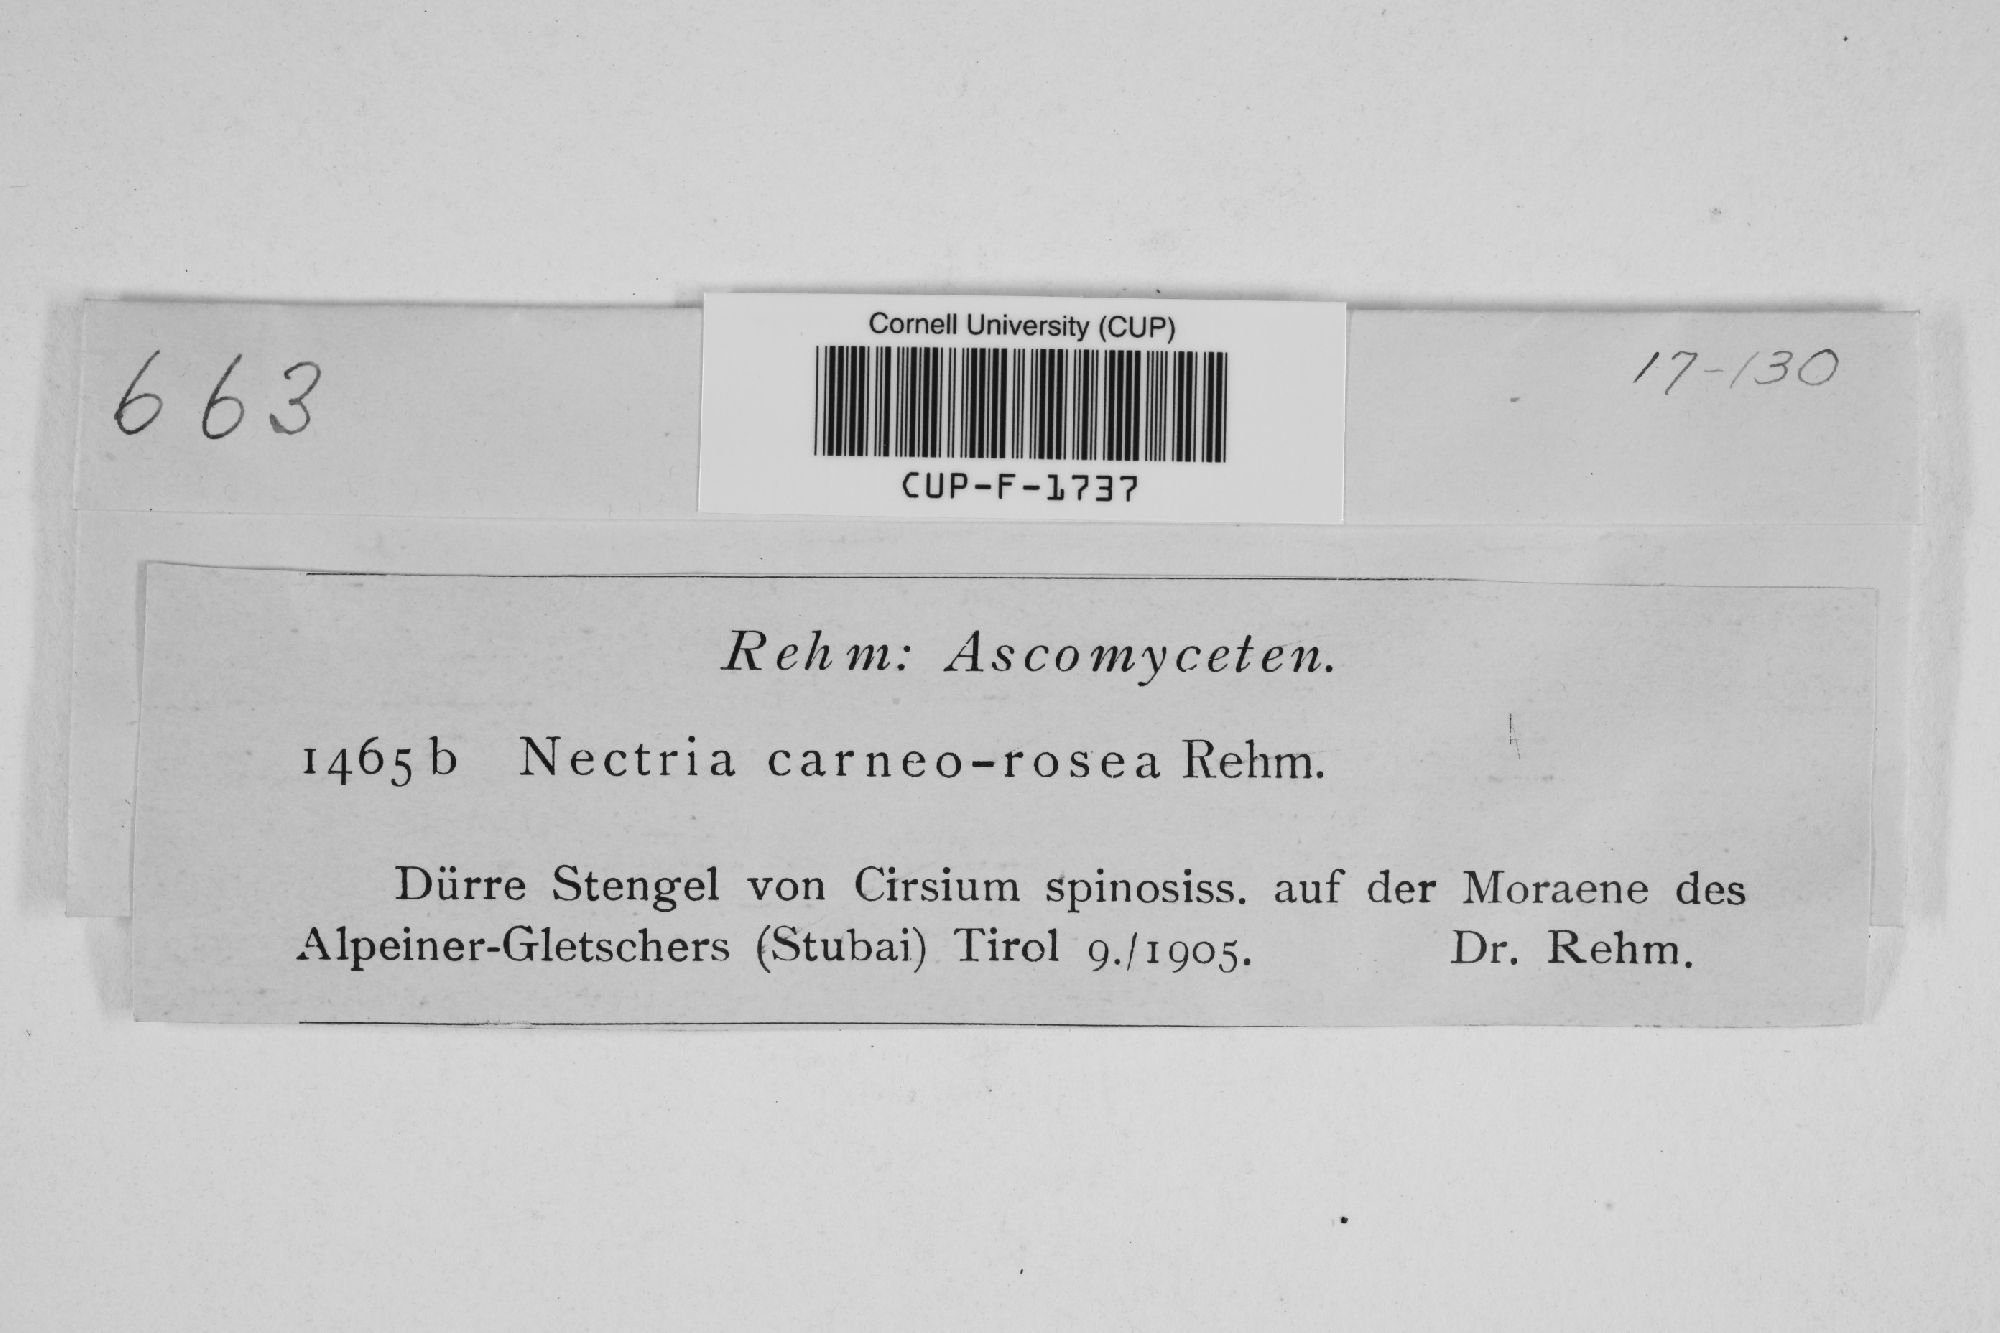 663
Cornell University (CUP)
17-130
CUP-F-1737
Rehm: Ascomyceten.
1465 b Nectria carneo-rosea Rehm.
Dürre Stengel von Cirsium spinosiss. auf der Moraene des
Alpeiner-Gletschers (Stubai) Tirol 9./1905. Dr. Rehm.